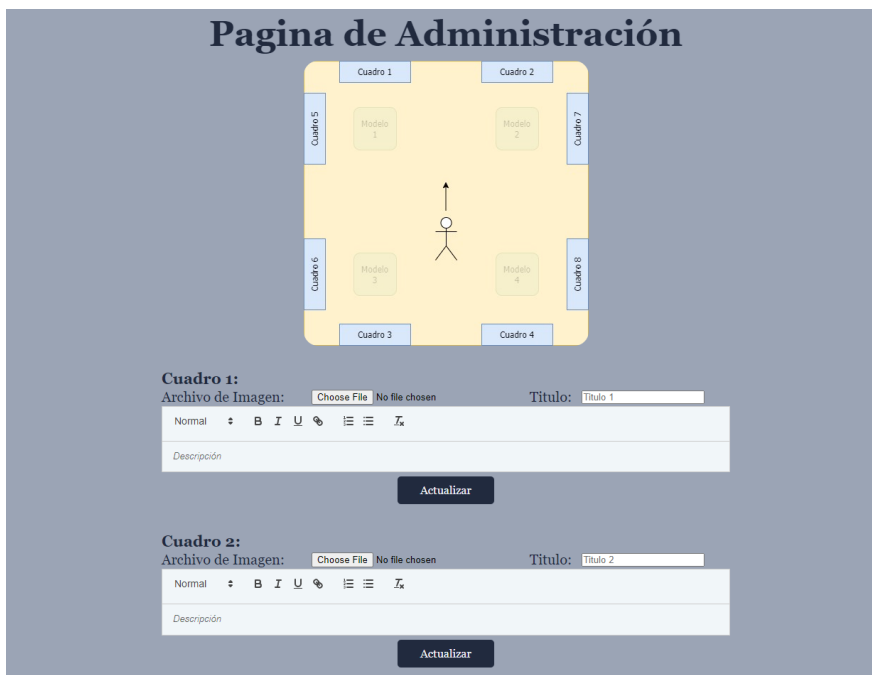 Pagina de Administración
Cuadro 1 Cuadro 2
Cuadro 5 Modelo 1 Modelo 2 Cuadro 7
Cuadro 6 Modelo 3 Modelo 4 Cuadro 8
Cuadro 3 Cuadro 4
Cuadro 1:
Archivo de Imagen: Choose File No file chosen Titulo: Titulo 1
Normal B I U
Descripción
Actualizar
Cuadro 2:
Archivo de Imagen: Choose File No file chosen Titulo: Titulo 2
Normal B I U
Descripción
Actualizar